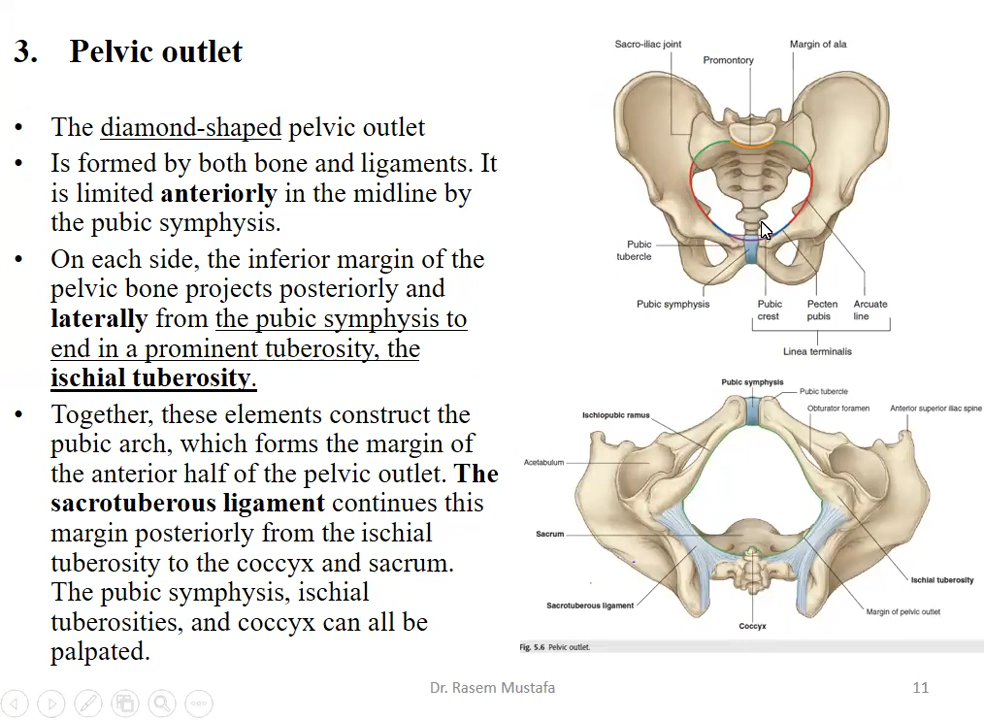 3. Pelvic outlet
• The diamond-shaped pelvic outlet
• Is formed by both bone and ligaments. It
is limited anteriorly in the midline by
the pubic symphysis.
• On each side, the inferior margin of the
pelvic bone projects posteriorly and
laterally from the pubic symphysis to
end in a prominent tuberosity, the
ischial tuberosity.
• Together, these elements construct the
pubic arch, which forms the margin of
the anterior half of the pelvic outlet. The
sacrotuberous ligament continues this
margin posteriorly from the ischial
tuberosity to the coccyx and sacrum.
The pubic symphysis, ischial
tuberosities, and coccyx can all be
palpated.
Sacro-iliac joint
Promontory
Margin of ala
Pubic
tubercle
Pubic symphysis
Pubic
crest
Pecten
pubis
Arcuate
line
Linea terminalis
Pubic symphysis
Pubic tubercle
Ischiopubic ramus
Obturator foramen
Anterior superior iliac spine
Acetabulum
Sacrum
Ischial tuberosity
Sacrotuberous ligament
Margin of pelvic outlet
Coccyx
Fig. 5.6 Pelvic outlet.
Dr. Rasem Mustafa
11